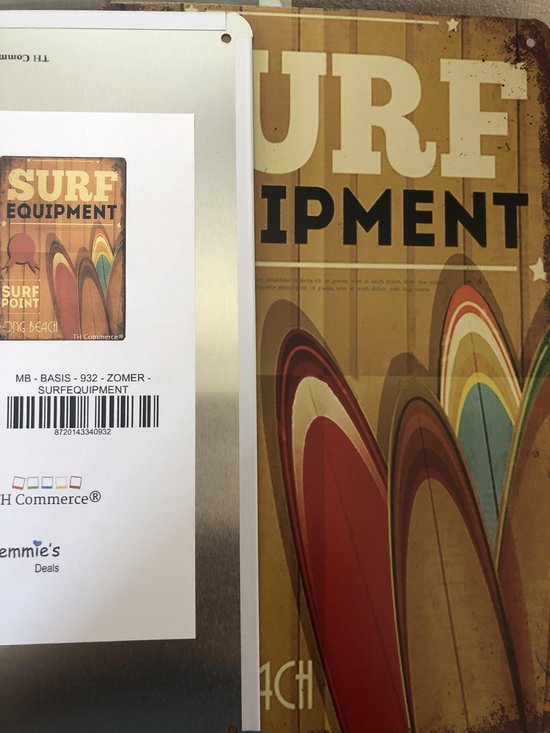 TH Comm
SURF
EQUIPMENT
SURF
POINT
ONG BEACH
TH Commerce®
MB - BASIS - 932 - ZOMER -
SURFEQUIPMENT
8720143340932
H Commerce®
emmie's
Deals
URF
IPMENT
ACH